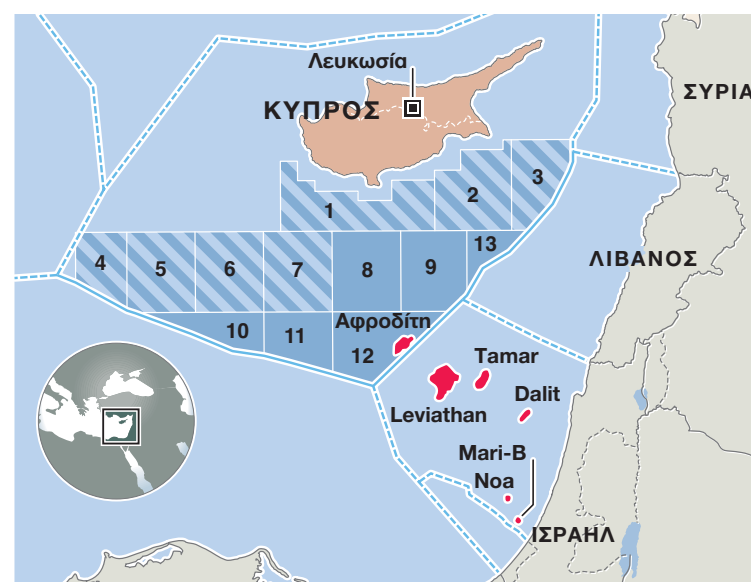 Λευκωσία
ΚΥΠΡΟΣ
ΣΥΡΙΑ
3
2
1
13
4
5
6
7
8
9
ΛΙΒΑΝΟΣ
10
11
Αφροδίτη
12
Tamar
Leviathan
Dalit
Mari-B
Noa
ΙΣΡΑΗΛ